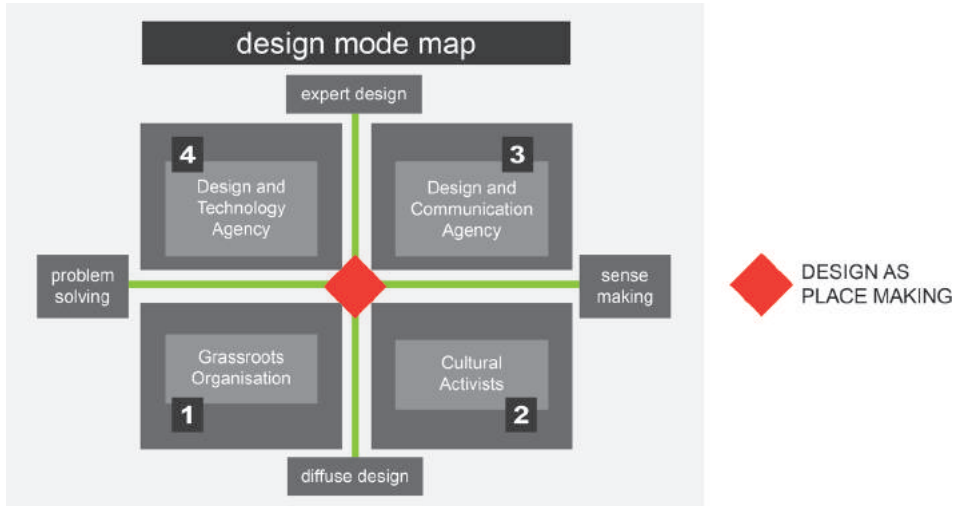 design mode map
expert design
4
Design and
Technology
Agency
3
Design and
Communication
Agency
problem
solving
sense
making
DESIGN AS
PLACE MAKING
Grassroots
Organisation
1
Cultural
Activists
2
diffuse design